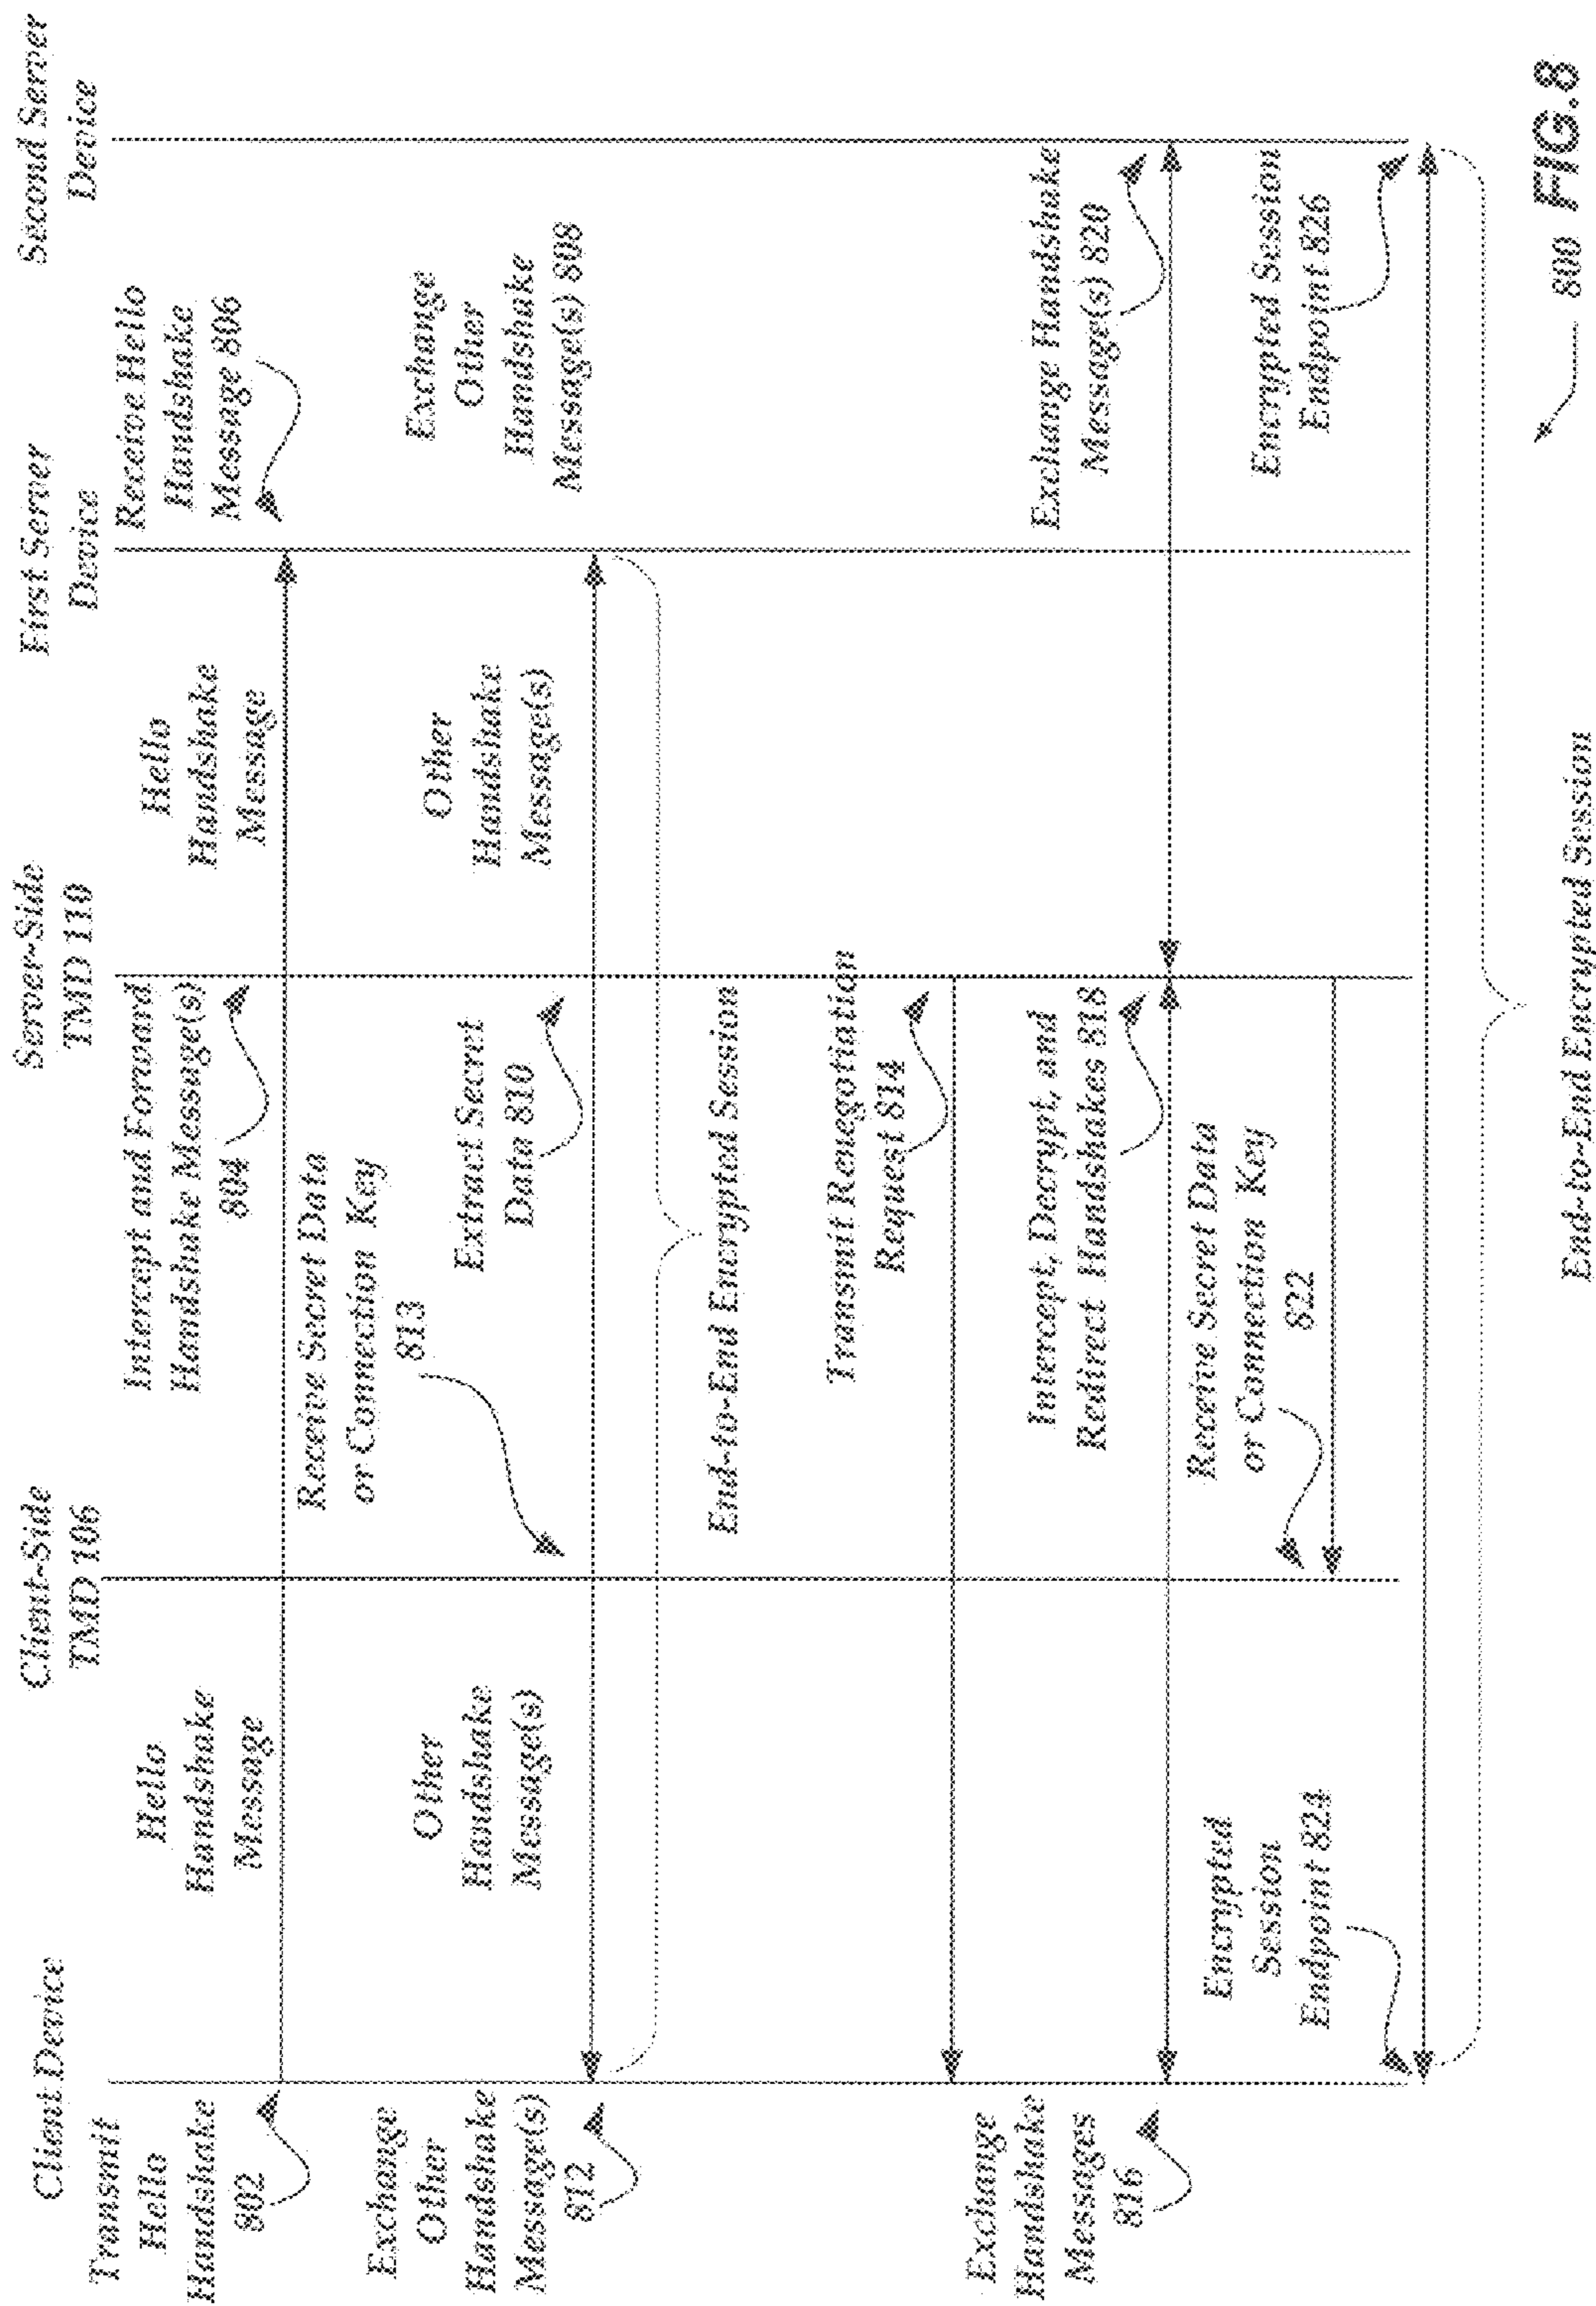 Client Device
Client-Side
TMD 106
Server-Side
TMD 110
First Server
Device
Second Server
Device
Transmit
Hello
Handshake
802
Hello
Handshake
Message
Intercept and Forward
Handshake Message(s)
804
Hello
Handshake
Message
Receive Hello
Handshake
Message 806
Receive Secret Data
or Connection Key
813
Exchange
Other
Handshake
Message(s)
812
Other
Handshake
Message(s)
Extract Secret
Data 810
Other
Handshake
Message(s)
Exchange
Other
Handshake
Message(s) 808
End-to-End Encrypted Session
Transmit Renegotiation
Request 814
Exchange
Handshake
Messages
816
Intercept, Decrypt, and
Redirect Handshakes 818
Exchange Handshake
Message(s) 820
Receive Secret Data
or Connection Key
822
Encrypted
Session
Endpoint 824
Encrypted Session
Endpoint 826
End-to-End Encrypted Session
800 FIG.8